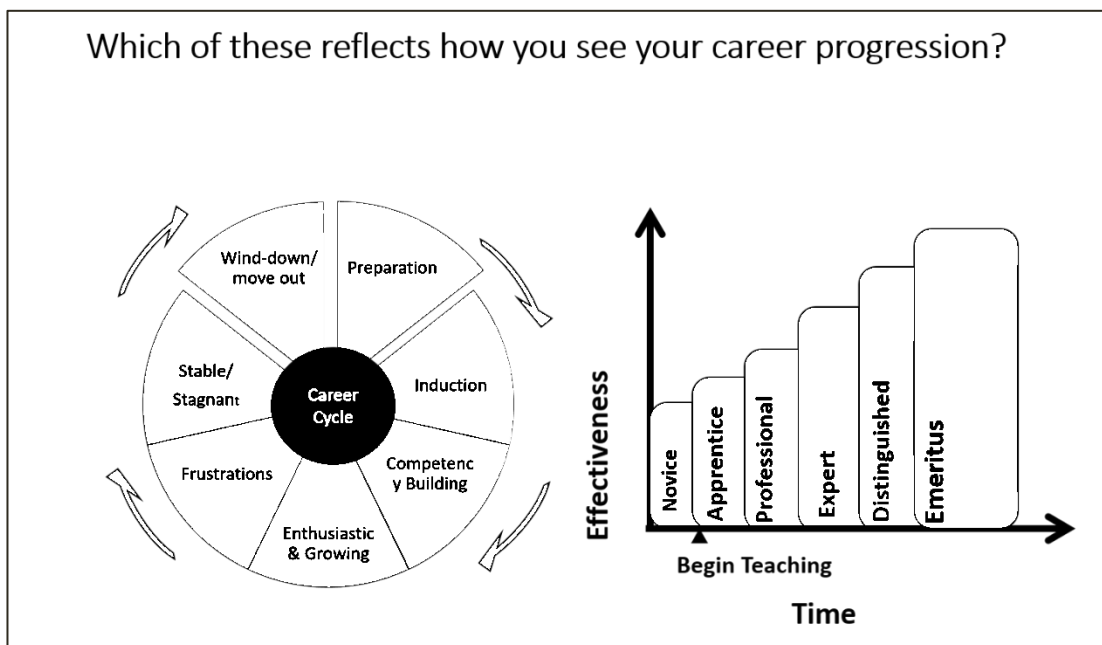 Which of these reflects how you see your career progression?
Wind-down/
move out
Preparation
Stable/
Stagnant
Career
Cycle
Induction
Frustrations
Competenc
y Building
Enthusiastic
& Growing
Effectiveness
Novice
Apprentice
Professional
Expert
Distinguished
Emeritus
Begin Teaching
Time